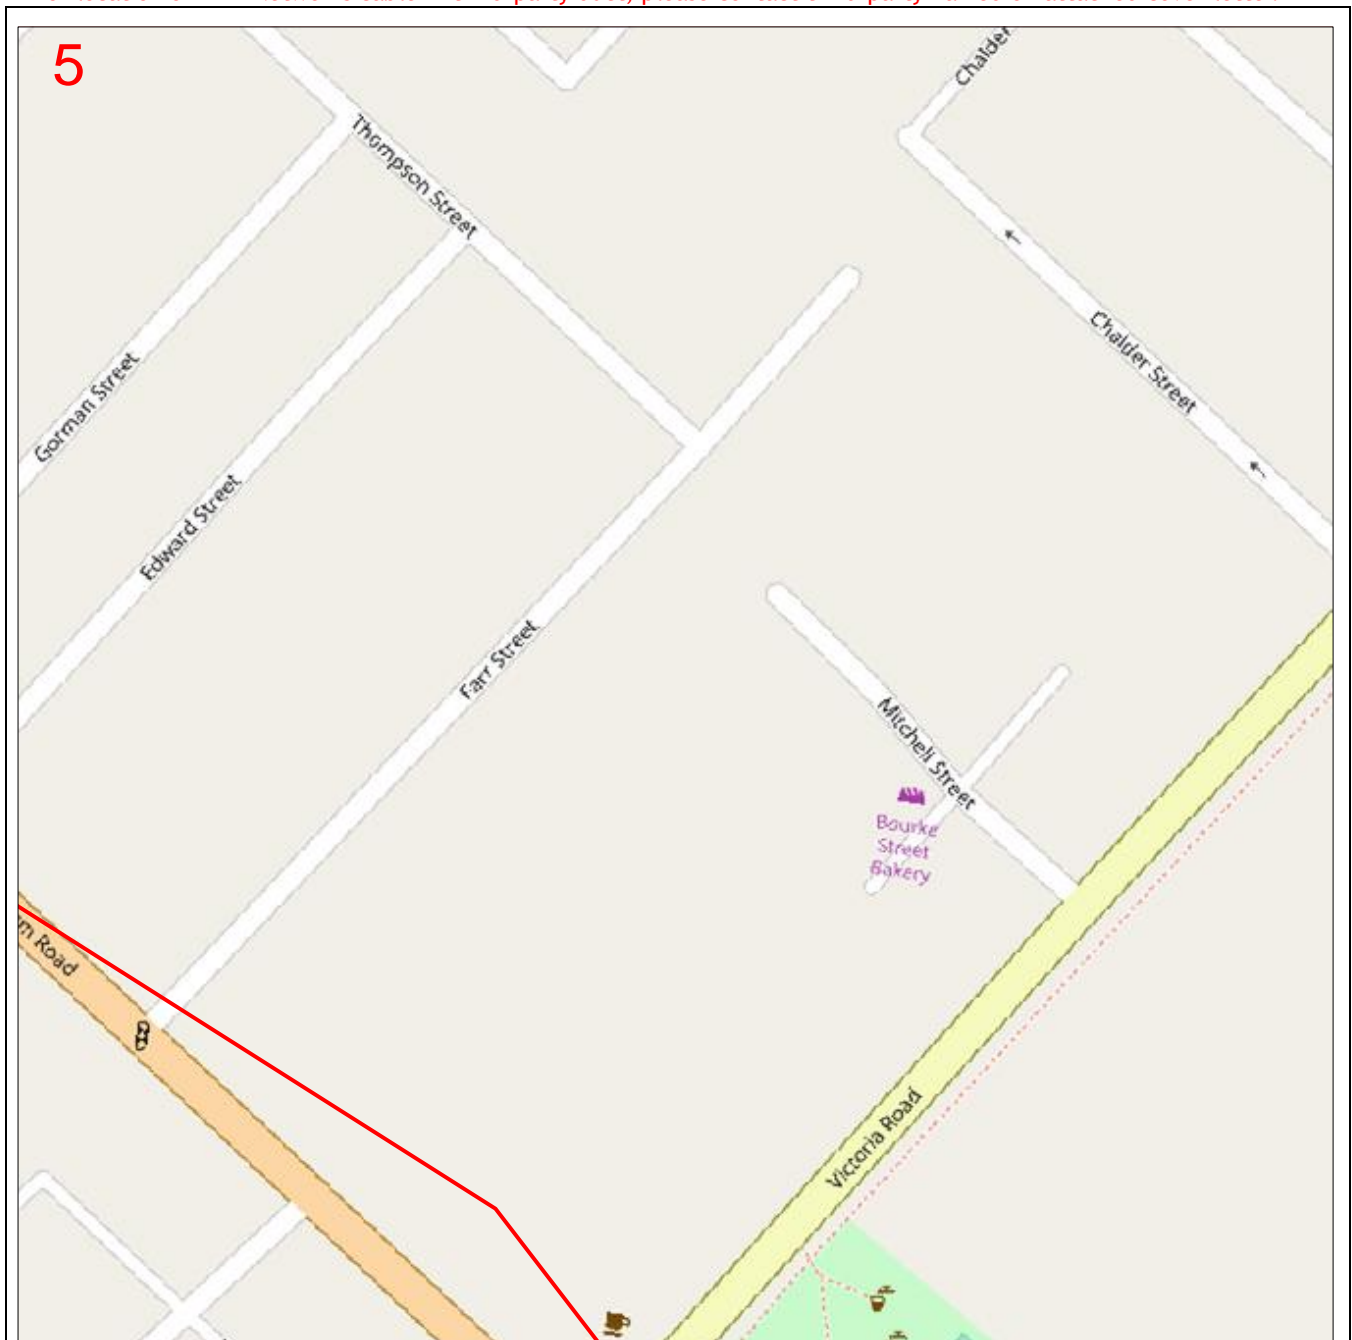 5
Chalder
Thompson Street
Chalder Street
Gorman Street
Edward Street
Farr Street
Mitchell Street
Bourke
Street
Bakery
Road
Victoria Road